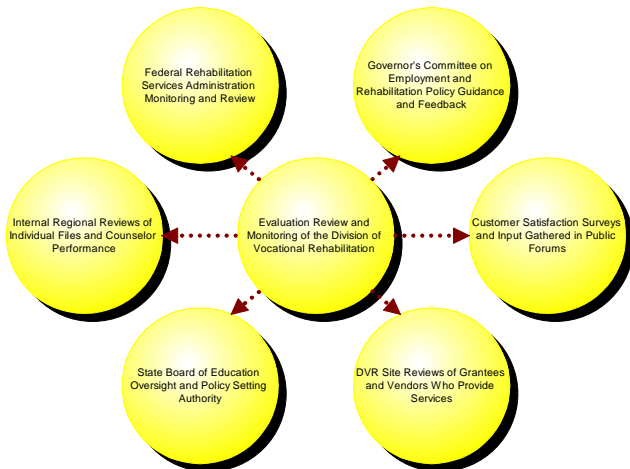 Federal Rehabilitation
Services Administration
Monitoring and Review
Governor's Committee on
Employment and
Rehabilitation Policy Guidance
and Feedback
Internal Regional Reviews of
Individual Files and Counselor
Performance
Evaluation Review and
Monitoring of the Division of
Vocational Rehabilitation
Customer Satisfaction Surveys
and Input Gathered in Public
Forums
State Board of Education
Oversight and Policy Setting
Authority
DVR Site Reviews of Grantees
and Vendors Who Provide
Services